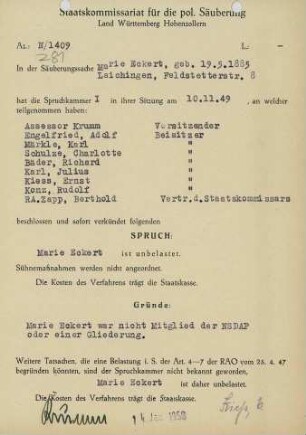 Staatskommissariat für die pol. Säuberung
Land Württemberg Hohenzollern
Az.: N/1409 L: -
281
In der Säuberungssache Marie Eckert, geb. 19.5.1885
Laichingen, Feldstetterstr. 8
hat die Spruchkammer I in ihrer Sitzung am 10.11.49, an welcher
teilgenommen haben:
Assessor Krumm Vorsitzender
Engelfried, Adolf Beisitzer
Märkle, Karl "
Schulze, Charlotte "
Bäder, Richard "
Karl, Julius "
Kiess, Ernst "
Konz, Rudolf "
RA.Zapp, Berthold Vertr.d.Staatskommissars
beschlossen und sofort verkündet folgenden
SPRUCH:
Marie Eckert ist unbelastet.
Sühnemaßnahmen werden nicht angeordnet.
Die Kosten des Verfahrens trägt die Staatskasse.
Gründe:
Marie Eckert war nicht Mitglied der NSDAP
oder einer Gliederung.
Weitere Tatsachen, die eine Belastung i. S. der Art. 4—7 der RAO vom 25. 4. 47
begründen könnten, sind der Spruchkammer nicht bekannt geworden,
Marie Eckert ist daher unbelastet.
Die Kosten des Verfahrens trägt die Staatskasse.
Krumm